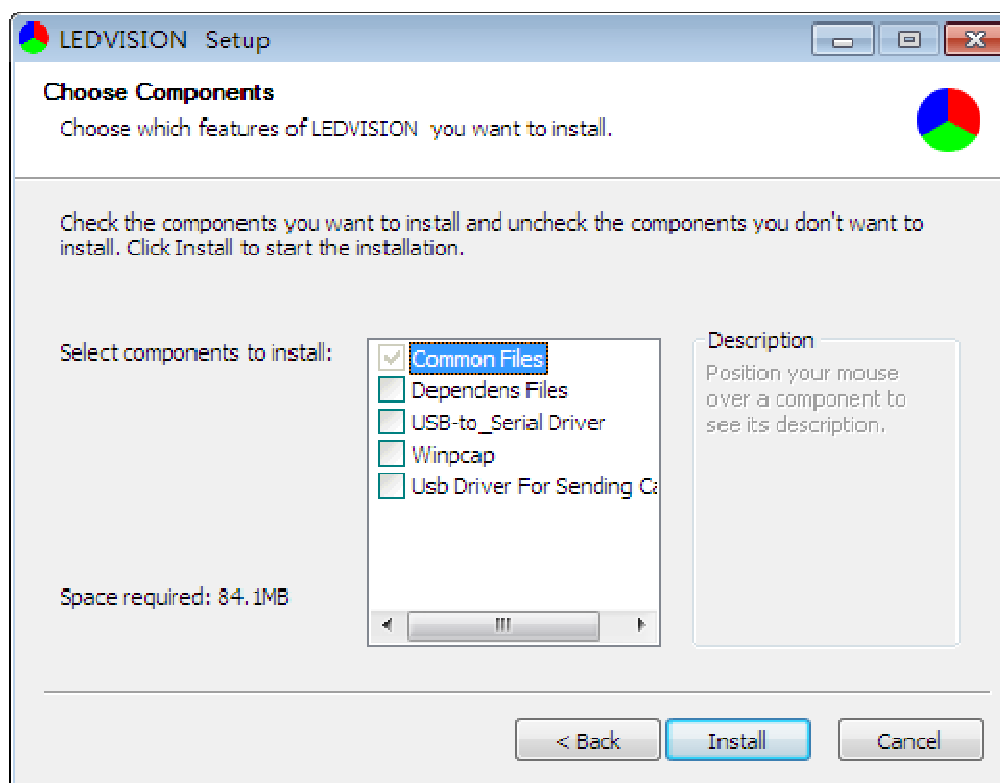 LEDVISION Setup
Choose Components
Choose which features of LEDVISION you want to install.
Check the components you want to install and uncheck the components you don't want to
install. Click Install to start the installation.
Select components to install:
Common Files
Dependens Files
USB-to_Serial Driver
Winpcap
Usb Driver For Sending Ca
Description
Position your mouse
over a component to
see its description.
Space required: 84.1MB
< Back
Install
Cancel